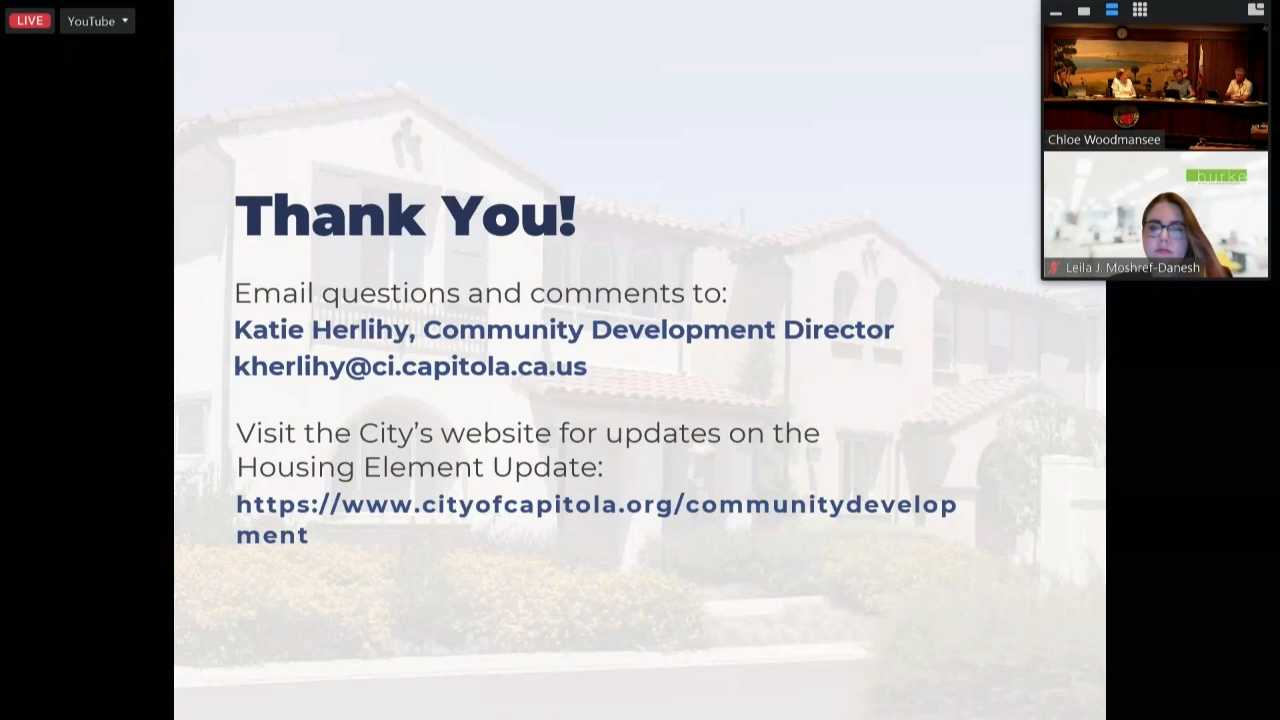 LIVE
YouTube
Thank You!
Email questions and comments to:
Katie Herlihy, Community Development Director
kherlihy@ci.capitola.ca.us
Visit the City's website for updates on the
Housing Element Update:
https://www.cityofcapitola.org/communitydevelop
ment
Chloe Woodmansee
burke
Leila J. Moshref-Danesh